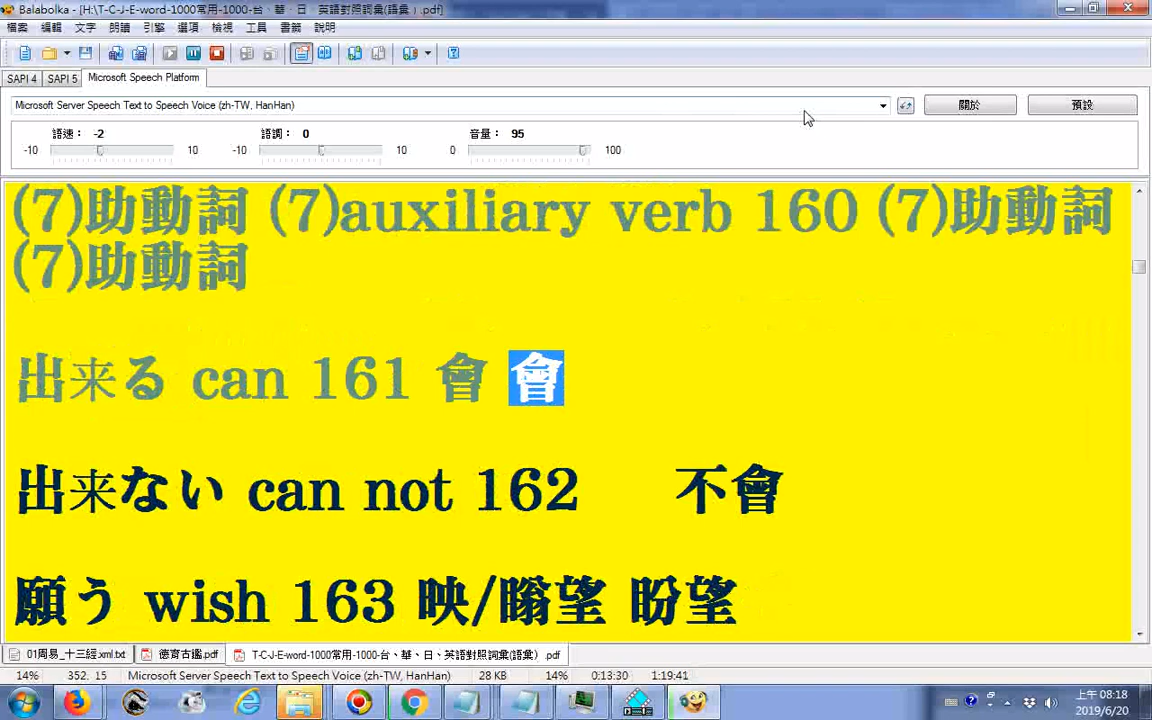 Balabolka - [H:\T-C-J-E-word-1000常用-1000-台、華、日、英語對照詞彙(語彙﹚.pdf]
檔案 編輯 文字 朗讀 引擎 選項 檢視 工具 書籤 說明
SAPI 4 SAPI 5 Microsoft Speech Platform
Microsoft Server Speech Text to Speech Voice (zh-TW, HanHan) 關於 預設
語速： -2 語調： 0 音量： 95
-10 10 -10 10 0 100
(7)助動詞 (7)auxiliary verb 160 (7)助動詞
(7)助動詞
出来る can 161 會 會
出来ない can not 162 不會
願う wish 163 映/䀫望 盼望
01周易_十三經.xml.txt 德育古鑑.pdf T-C-J-E-word-1000常用-1000-台、華、日、英語對照詞彙(語彙﹚.pdf
14% 352. 15 Microsoft Server Speech Text to Speech Voice (zh-TW, HanHan) 28 KB 14% 0:13:30 1:19:41
上午 08:18
2019/6/20